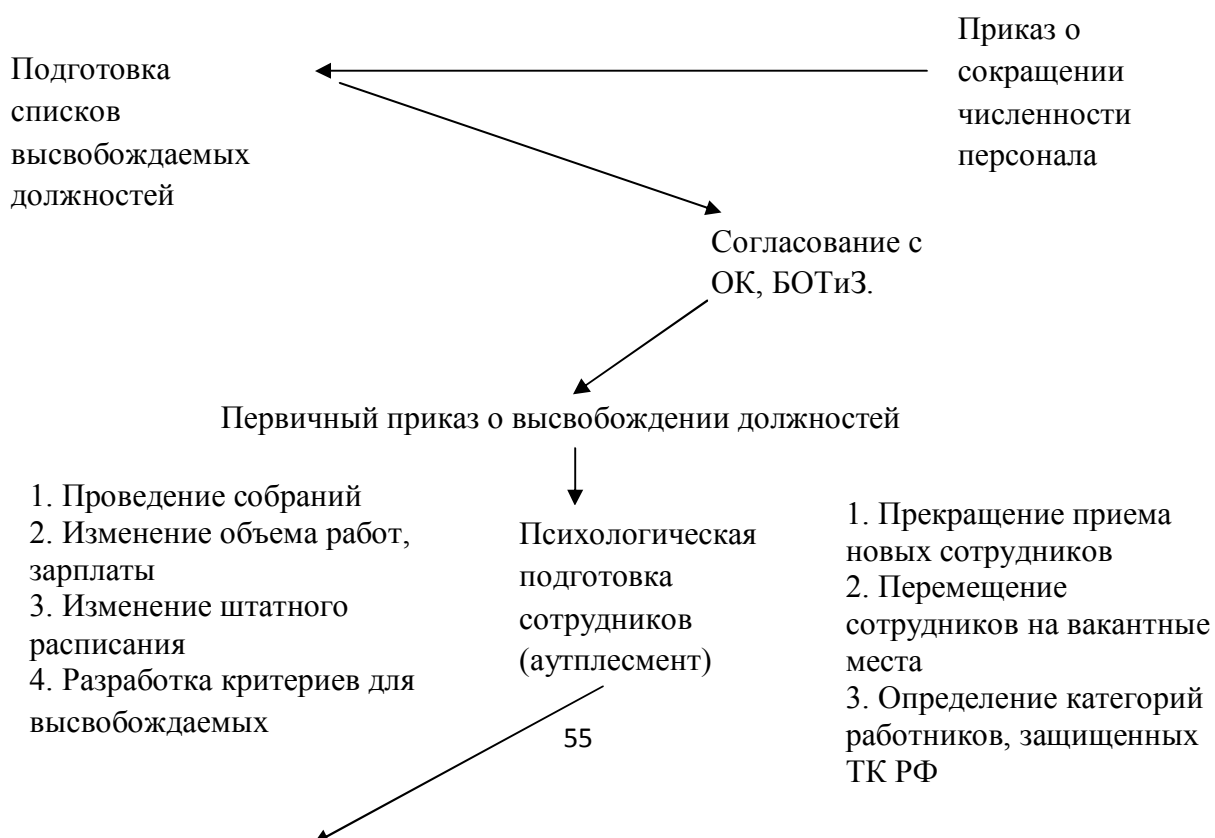 Приказ о
сокращении
численности
персонала
Подготовка
списков
высвобождаемых
должностей
Согласование с
ОК, БОТиЗ.
Первичный приказ о высвобождении должностей
1. Проведение собраний
2. Изменение объема работ,
зарплаты
3. Изменение штатного
расписания
4. Разработка критериев для
высвобождаемых
Психологическая
подготовка
сотрудников
(аутплесмент)
1. Прекращение приема
новых сотрудников
2. Перемещение
сотрудников на вакантные
места
3. Определение категорий
работников, защищенных
ТК РФ
55